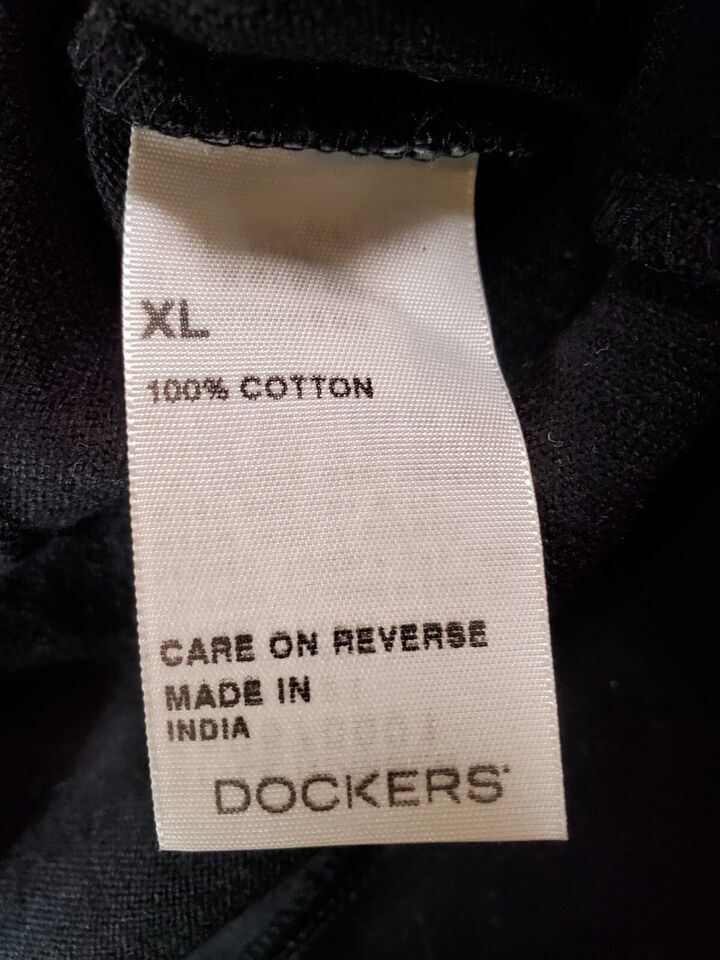 XL
100% COTTON
CARE ON REVERSE
MADE IN
INDIA
DOCKERS